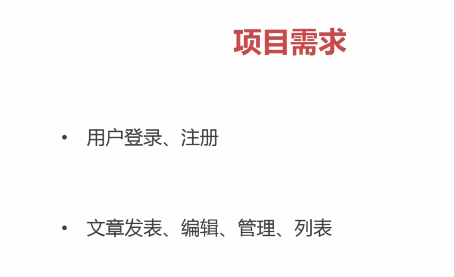 项目需求
• 用户登录、注册
• 文章发表、编辑、管理、列表